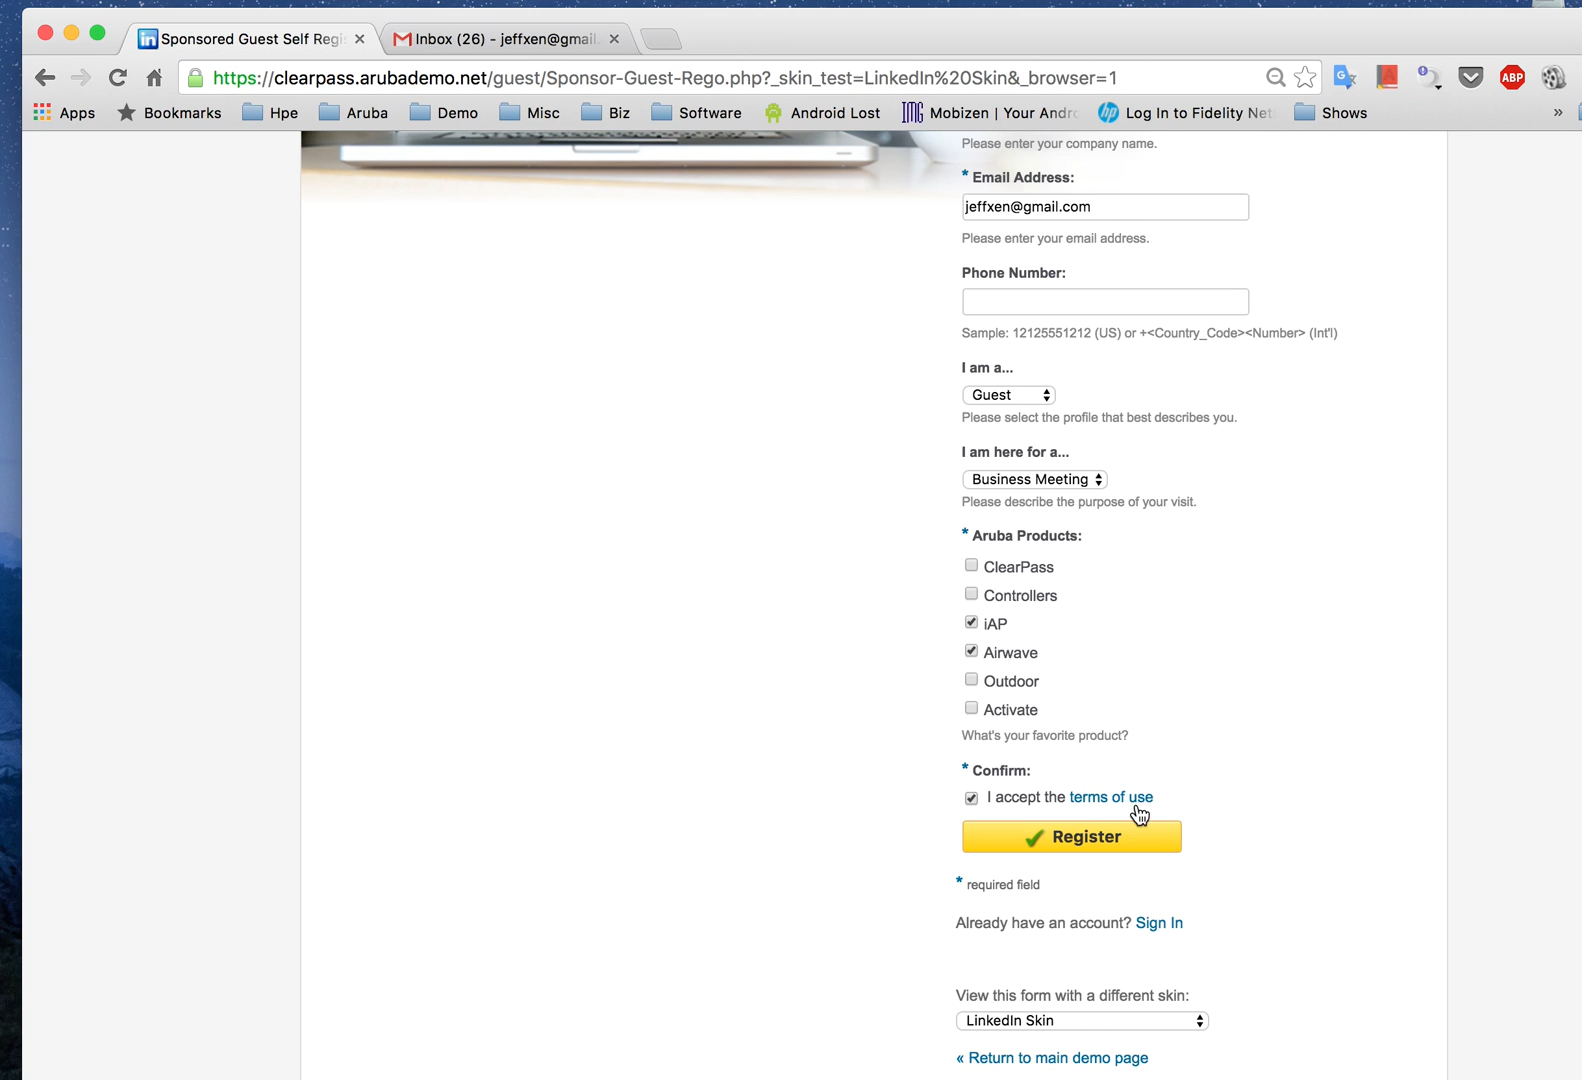 Sponsored Guest Self Regi
Inbox (26) - jeffxen@gmail.
https://clearpass.arubademo.net/guest/Sponsor-Guest-Rego.php?_skin_test=LinkedIn%20Skin&_browser=1
ABP
Apps Bookmarks Hpe Aruba Demo Misc Biz Software Android Lost Mobizen | Your Andro Log In to Fidelity Net Shows »
Please enter your company name.
* Email Address:
jeffxen@gmail.com
Please enter your email address.
Phone Number:
Sample: 12125551212 (US) or +<Country_Code><Number> (Int'l)
I am a...
Guest
Please select the profile that best describes you.
I am here for a...
Business Meeting
Please describe the purpose of your visit.
* Aruba Products:
ClearPass
Controllers
iAP
Airwave
Outdoor
Activate
What's your favorite product?
* Confirm:
I accept the terms of use
Register
* required field
Already have an account? Sign In
View this form with a different skin:
LinkedIn Skin
« Return to main demo page